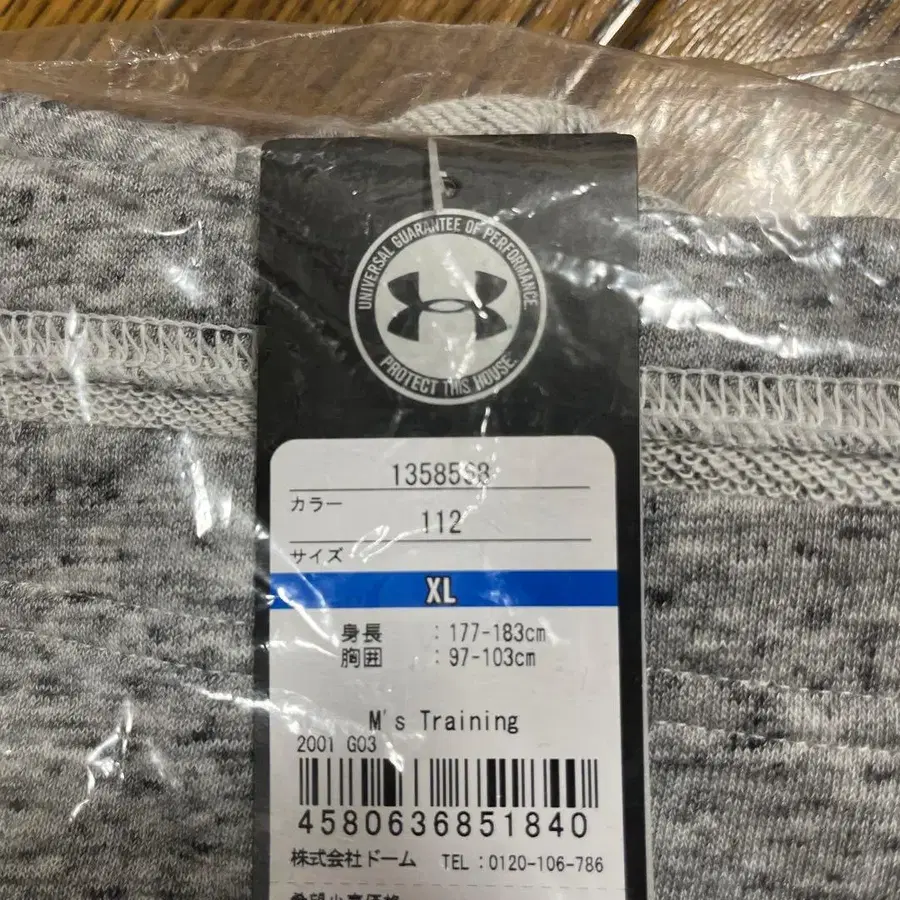 UNIVERSAL GUARANTEE OF PERFORMANCE
PROTECT THIS HOUSE
1358568
カラー
112
サイズ
XL
身長 : 177-183cm
胸囲 : 97-103cm
M's Training
2001 G03
4580636851840
株式会社ドーム TEL:0120-106-786